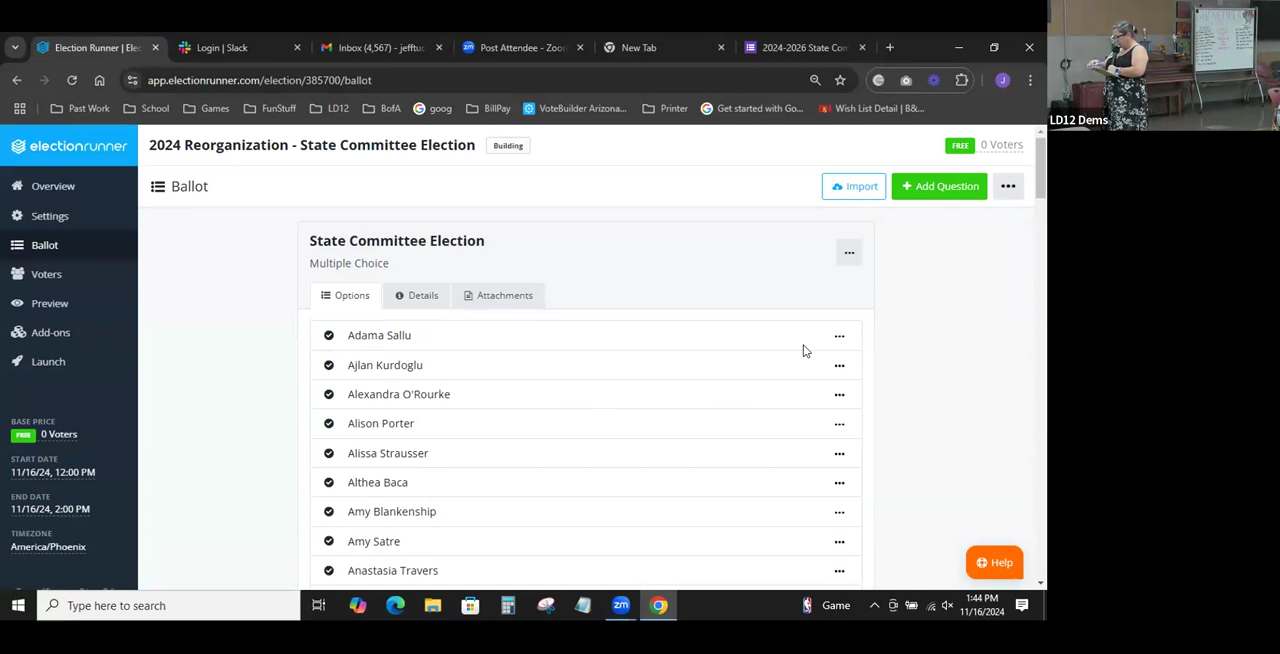 Election Runner | Elec
Login | Slack
Inbox (4,567) - jefftuc
Post Attendee - Zoo
New Tab
2024-2026 State Com
app.electionrunner.com/election/385700/ballot
J
Past Work
School
Games
FunStuff
LD12
BofA
goog
BillPay
VoteBuilder Arizona...
Printer
Get started with Go...
Wish List Detail | B&...
LD12 Dems
electionrunner
2024 Reorganization - State Committee Election
Building
FREE
0 Voters
Overview
Settings
Ballot
Voters
Preview
Add-ons
Launch
BASE PRICE
FREE 0 Voters
START DATE
11/16/24, 12:00 PM
END DATE
11/16/24, 2:00 PM
TIMEZONE
America/Phoenix
Ballot
Import
+ Add Question
State Committee Election
Multiple Choice
Options
Details
Attachments
Adama Sallu
Ajlan Kurdoglu
Alexandra O'Rourke
Alison Porter
Alissa Strausser
Althea Baca
Amy Blankenship
Amy Satre
Anastasia Travers
Help
Type here to search
zm
Game
1:44 PM
11/16/2024